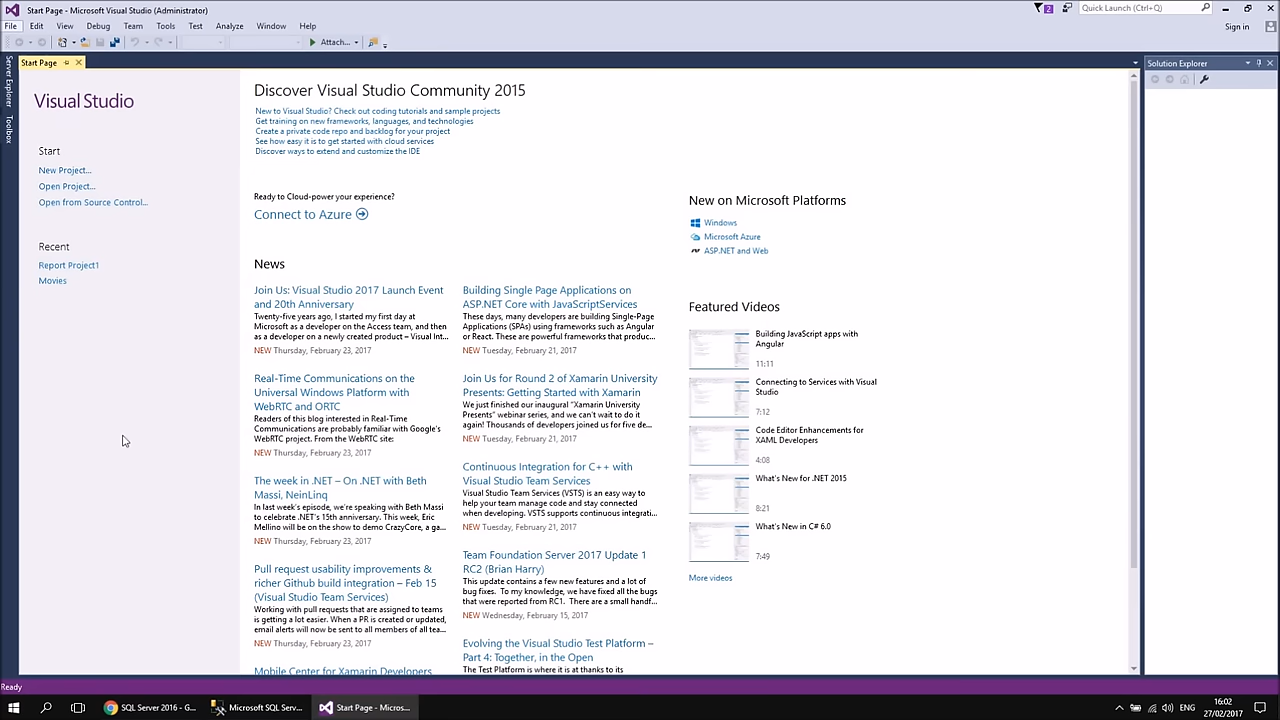 Start Page - Microsoft Visual Studio (Administrator)
2
Quick Launch (Ctrl+Q)
File Edit View Debug Team Tools Test Analyze Window Help
Sign in
Attach...
Server Explorer
Toolbox
Start Page
Visual Studio
Start
New Project...
Open Project...
Open from Source Control...
Recent
Report Project1
Movies
Discover Visual Studio Community 2015
New to Visual Studio? Check out coding tutorials and sample projects
Get training on new frameworks, languages, and technologies
Create a private code repo and backlog for your project
See how easy it is to get started with cloud services
Discover ways to extend and customize the IDE
Ready to Cloud-power your experience?
Connect to Azure
News
Join Us: Visual Studio 2017 Launch Event
and 20th Anniversary
Twenty-five years ago, I started my first day at
Microsoft as a developer on the Access team, and then
as a developer on a newly created product – Visual Int...
NEW Thursday, February 23, 2017
Real-Time Communications on the
Universal Windows Platform with
WebRTC and ORTC
Readers of this blog interested in Real-Time
Communications are probably familiar with Google's
WebRTC project. From the WebRTC site:
NEW Thursday, February 23, 2017
The week in .NET – On .NET with Beth
Massi, NeinLinq
In last week's episode, we're speaking with Beth Massi
to celebrate .NET's 15th anniversary. This week, Eric
Mellino will be on the show to demo CrazyCore, a ga...
NEW Thursday, February 23, 2017
Pull request usability improvements &
richer Github build integration – Feb 15
(Visual Studio Team Services)
Working with pull requests that are assigned to teams
is getting a lot easier. When a PR is created or updated,
email alerts will now be sent to all members of all tea...
NEW Thursday, February 23, 2017
Mobile Center for Xamarin Developers
Building Single Page Applications on
ASP.NET Core with JavaScriptServices
These days, many developers are building Single-Page
Applications (SPAs) using frameworks such as Angular
or React. These are powerful frameworks that produc...
NEW Tuesday, February 21, 2017
Join Us for Round 2 of Xamarin University
Presents: Getting Started with Xamarin
We just finished our inaugural "Xamarin University
Presents" webinar series, and we can't wait to do it
again! Thousands of developers joined us for five de...
NEW Tuesday, February 21, 2017
Continuous Integration for C++ with
Visual Studio Team Services
Visual Studio Team Services (VSTS) is an easy way to
help your team manage code and stay connected
when developing. VSTS supports continuous integrati...
NEW Tuesday, February 21, 2017
Team Foundation Server 2017 Update 1
RC2 (Brian Harry)
This update contains a few new features and a lot of
bug fixes. To my knowledge, we have fixed all the bugs
that were reported from RC1. There are a small handf...
NEW Wednesday, February 15, 2017
Evolving the Visual Studio Test Platform –
Part 4: Together, in the Open
The Test Platform is where it is at thanks to its
New on Microsoft Platforms
Windows
Microsoft Azure
ASP.NET and Web
Featured Videos
Building JavaScript apps with
Angular
11:11
Connecting to Services with Visual
Studio
7:12
Code Editor Enhancements for
XAML Developers
4:08
What's New for .NET 2015
8:21
What's New in C# 6.0
7:49
More videos
Solution Explorer
Ready
SQL Server 2016 - G...
Microsoft SQL Serv...
Start Page - Micros...
ENG
16:02
27/02/2017